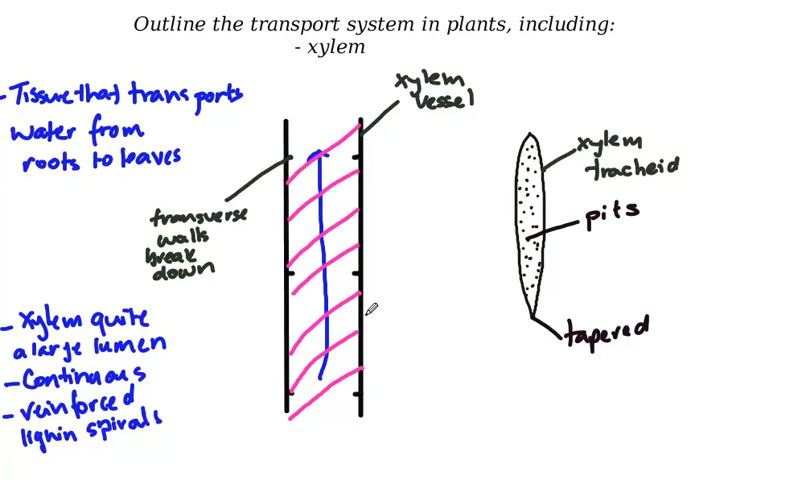 Outline the transport system in plants, including:
- xylem
- Tissue that transports
water from
roots to leaves
xylem
vessel
transverse
walls
break
down
- Xylem quite
a large lumen
- Continuous
- reinforced
lignin spirals
xylem
tracheid
pits
tapered